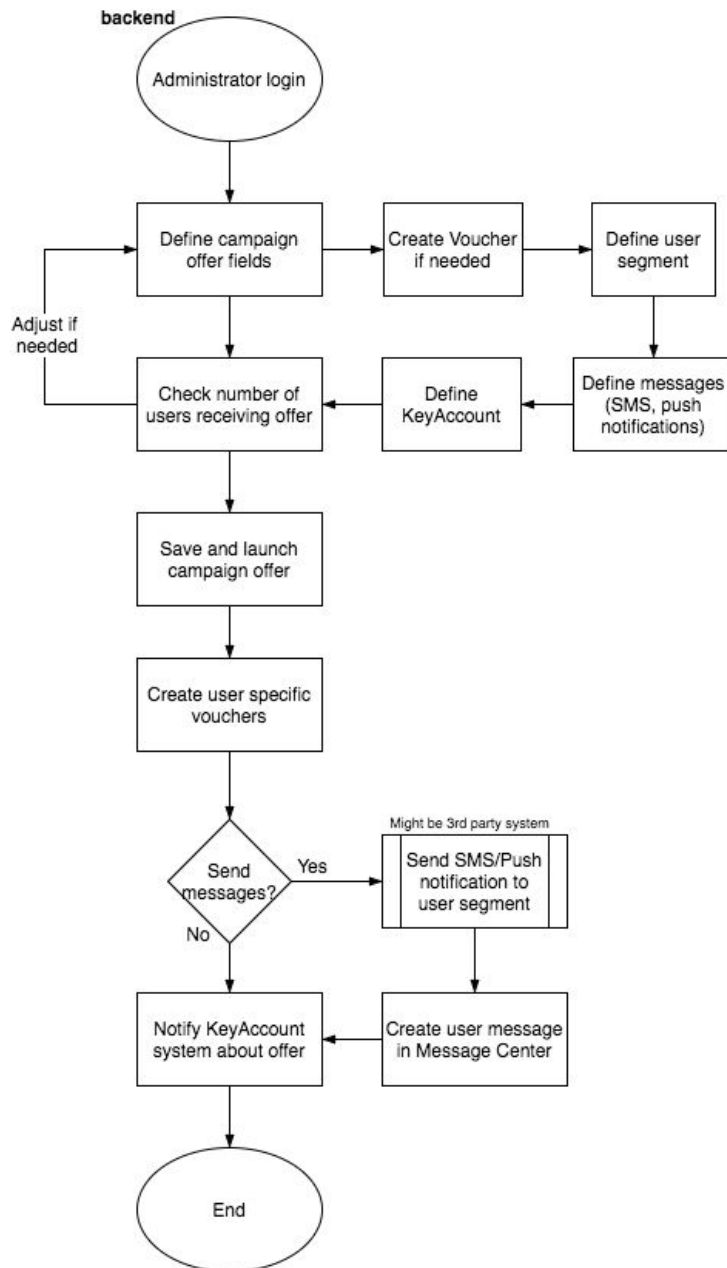 backend
Administrator login
Define campaign
offer fields
Create Voucher
if needed
Define user
segment
Adjust if
needed
Check number of
users receiving offer
Define
KeyAccount
Define messages
(SMS, push
notifications)
Save and launch
campaign offer
Create user specific
vouchers
Send
messages?
Yes
No
Might be 3rd party system
Send SMS/Push
notification to
user segment
Notify KeyAccount
system about offer
Create user message
in Message Center
End